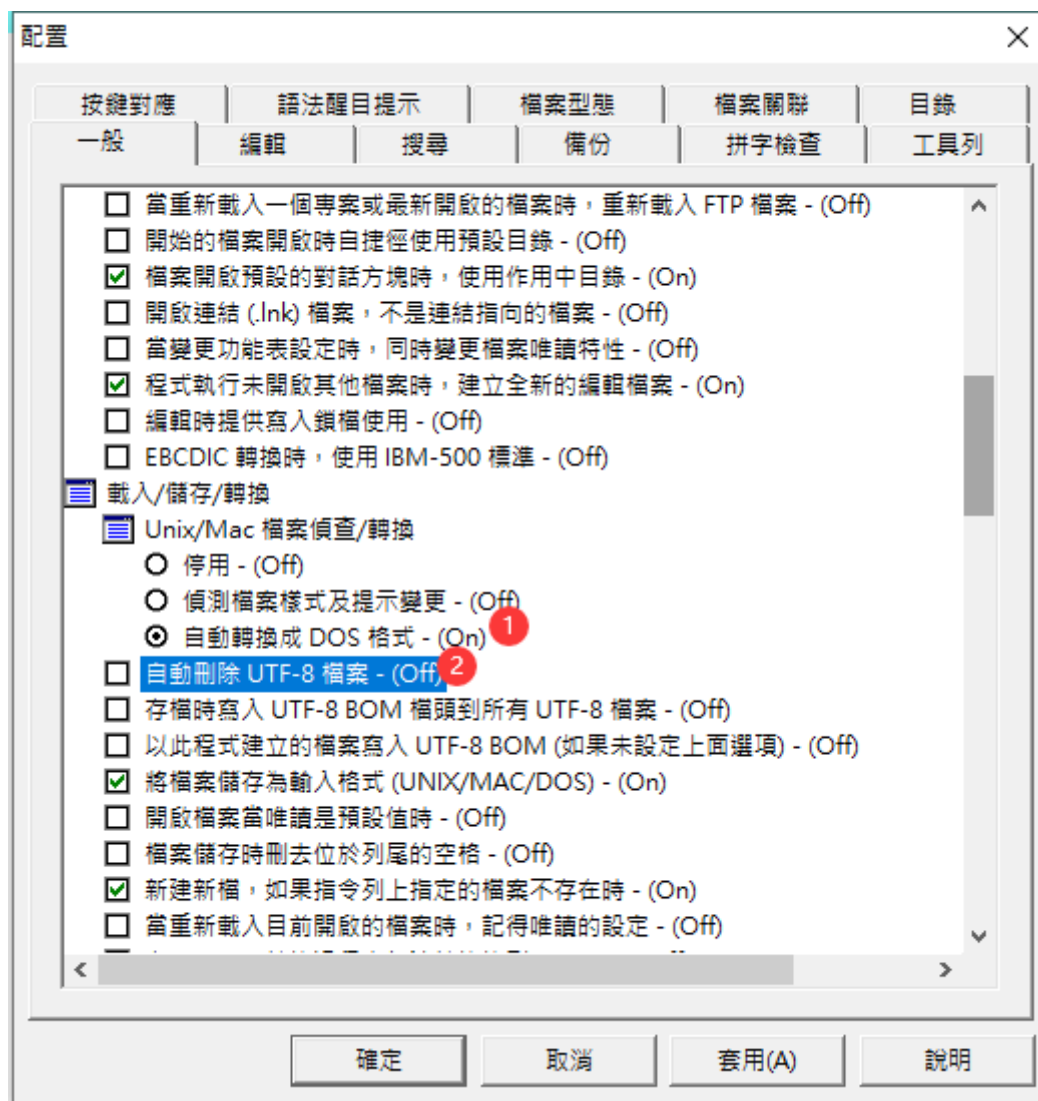 配置
按鍵對應 語法醒目提示 檔案型態 檔案關聯 目錄
一般 編輯 搜尋 備份 拼字檢查 工具列
當重新載入一個專案或最新開啟的檔案時，重新載入 FTP 檔案 - (Off)
開始的檔案開啟時自捷徑使用預設目錄 - (Off)
檔案開啟預設的對話方塊時，使用作用中目錄 - (On)
開啟連結 (.lnk) 檔案，不是連結指向的檔案 - (Off)
當變更功能表設定時，同時變更檔案唯讀特性 - (Off)
程式執行未開啟其他檔案時，建立全新的編輯檔案 - (On)
編輯時提供寫入鎖檔使用 - (Off)
EBCDIC 轉換時，使用 IBM-500 標準 - (Off)
載入/儲存/轉換
Unix/Mac 檔案偵查/轉換
停用 - (Off)
偵測檔案樣式及提示變更 - (Off)
自動轉換成 DOS 格式 - (On) 1
自動刪除 UTF-8 檔案 - (Off) 2
存檔時寫入 UTF-8 BOM 檔頭到所有 UTF-8 檔案 - (Off)
以此程式建立的檔案寫入 UTF-8 BOM (如果未設定上面選項) - (Off)
將檔案儲存為輸入格式 (UNIX/MAC/DOS) - (On)
開啟檔案當唯讀是預設值時 - (Off)
檔案儲存時刪去位於列尾的空格 - (Off)
新建新檔，如果指令列上指定的檔案不存在時 - (On)
當重新載入目前開啟的檔案時，記得唯讀的設定 - (Off)
確定 取消 套用(A) 說明